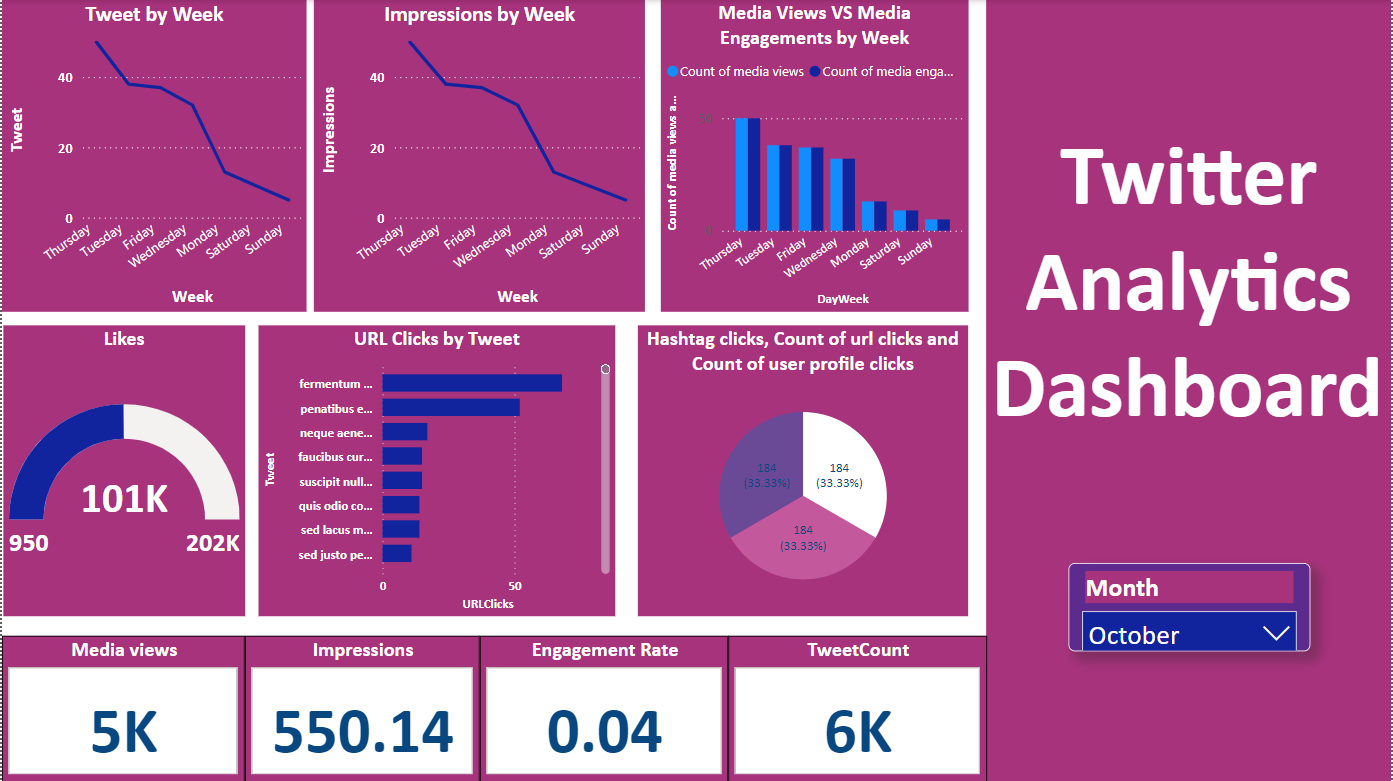 Tweet by Week
Tweet
40
20
0
Thursday
Tuesday
Friday
Wednesday
Monday
Saturday
Sunday
Week
Impressions by Week
Impressions
40
20
0
Thursday
Tuesday
Friday
Wednesday
Monday
Saturday
Sunday
Week
Media Views VS Media
Engagements by Week
Count of media views
Count of media enga...
Count of media views a...
50
0
Thursday
Tuesday
Friday
Wednesday
Monday
Saturday
Sunday
DayWeek
Twitter
Analytics
Dashboard
Likes
101K
950
202K
URL Clicks by Tweet
Tweet
fermentum ...
penatibus e...
neque aene...
faucibus cur...
suscipit null...
quis odio co...
sed lacus m...
sed justo pe...
0
50
URLClicks
Hashtag clicks, Count of url clicks and
Count of user profile clicks
184
(33.33%)
184
(33.33%)
184
(33.33%)
Month
October
Media views
5K
Impressions
550.14
Engagement Rate
0.04
TweetCount
6K